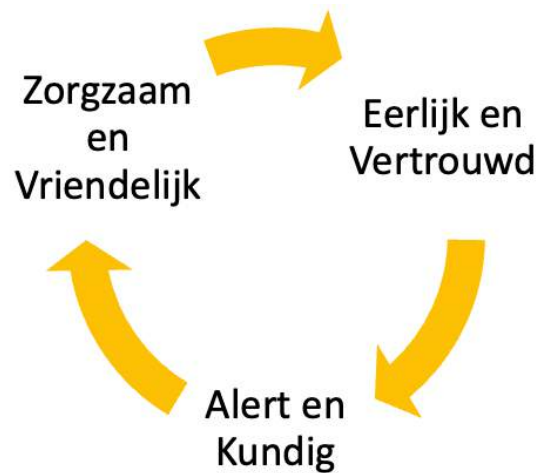 Zorgzaam
en
Vriendelijk
Eerlijk en
Vertrouwd
Alert en
Kundig